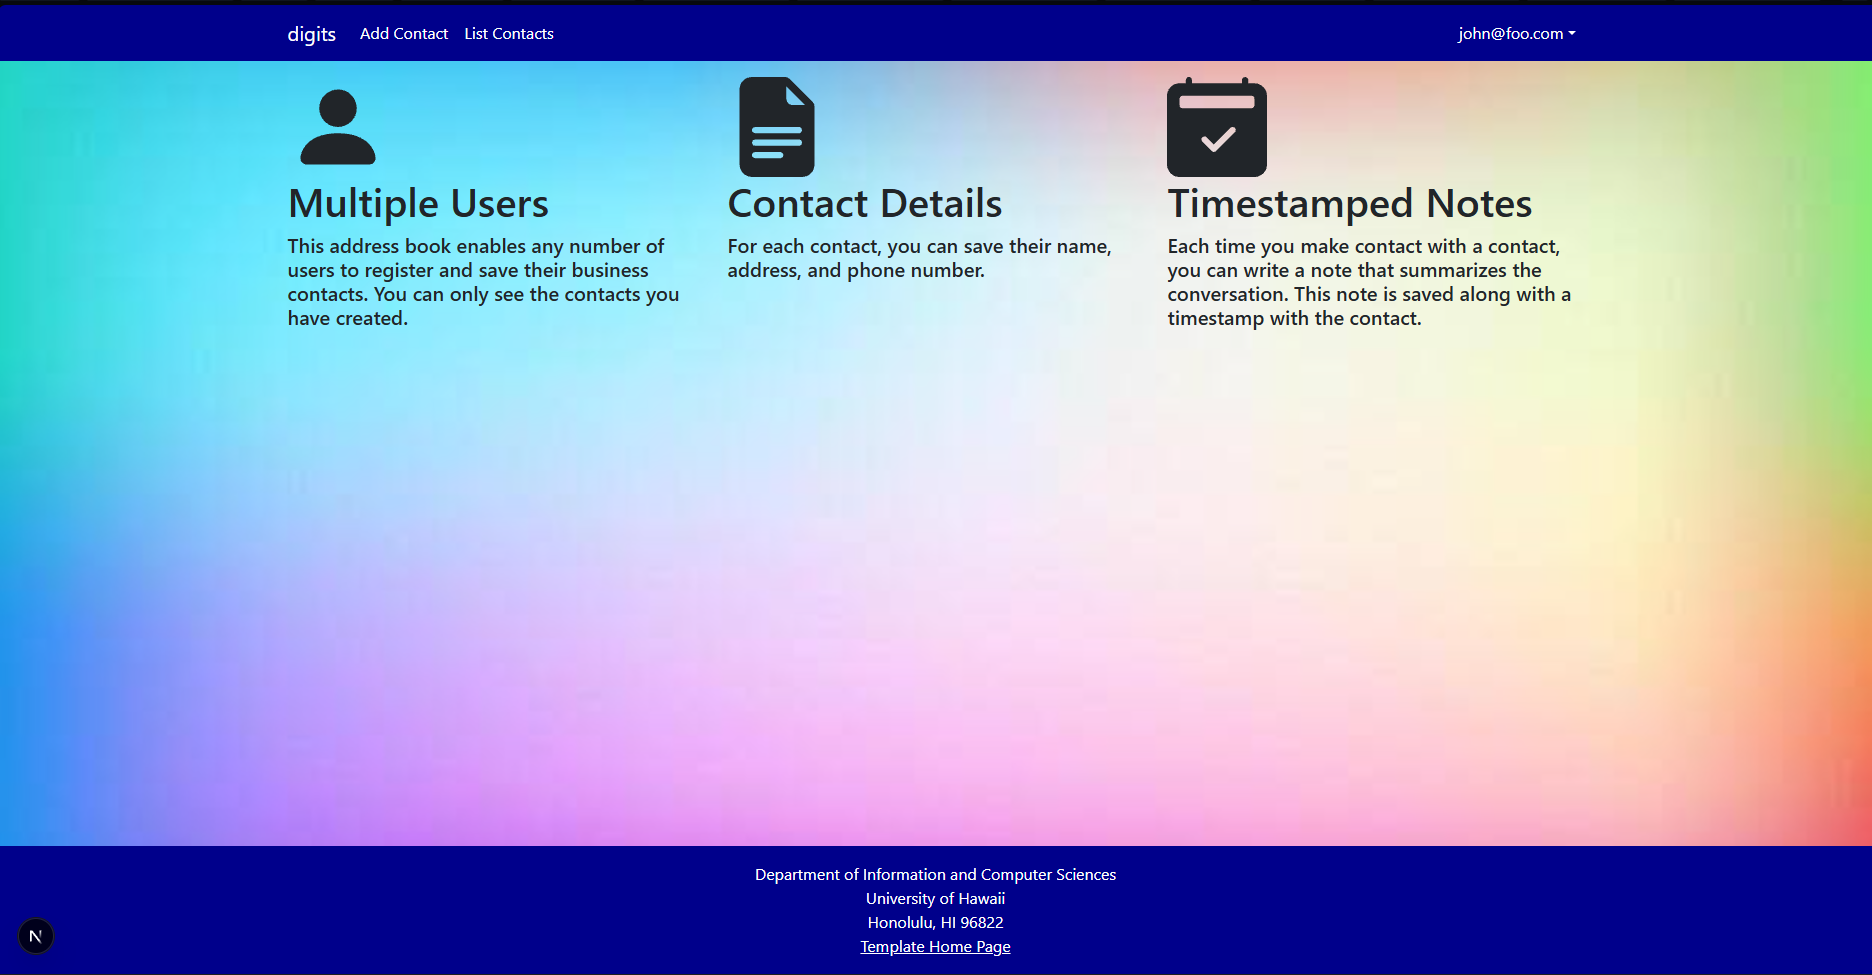 digits Add Contact List Contacts john@foo.com
Multiple Users
This address book enables any number of
users to register and save their business
contacts. You can only see the contacts you
have created.
Contact Details
For each contact, you can save their name,
address, and phone number.
Timestamped Notes
Each time you make contact with a contact,
you can write a note that summarizes the
conversation. This note is saved along with a
timestamp with the contact.
Department of Information and Computer Sciences
University of Hawaii
Honolulu, HI 96822
Template Home Page
N